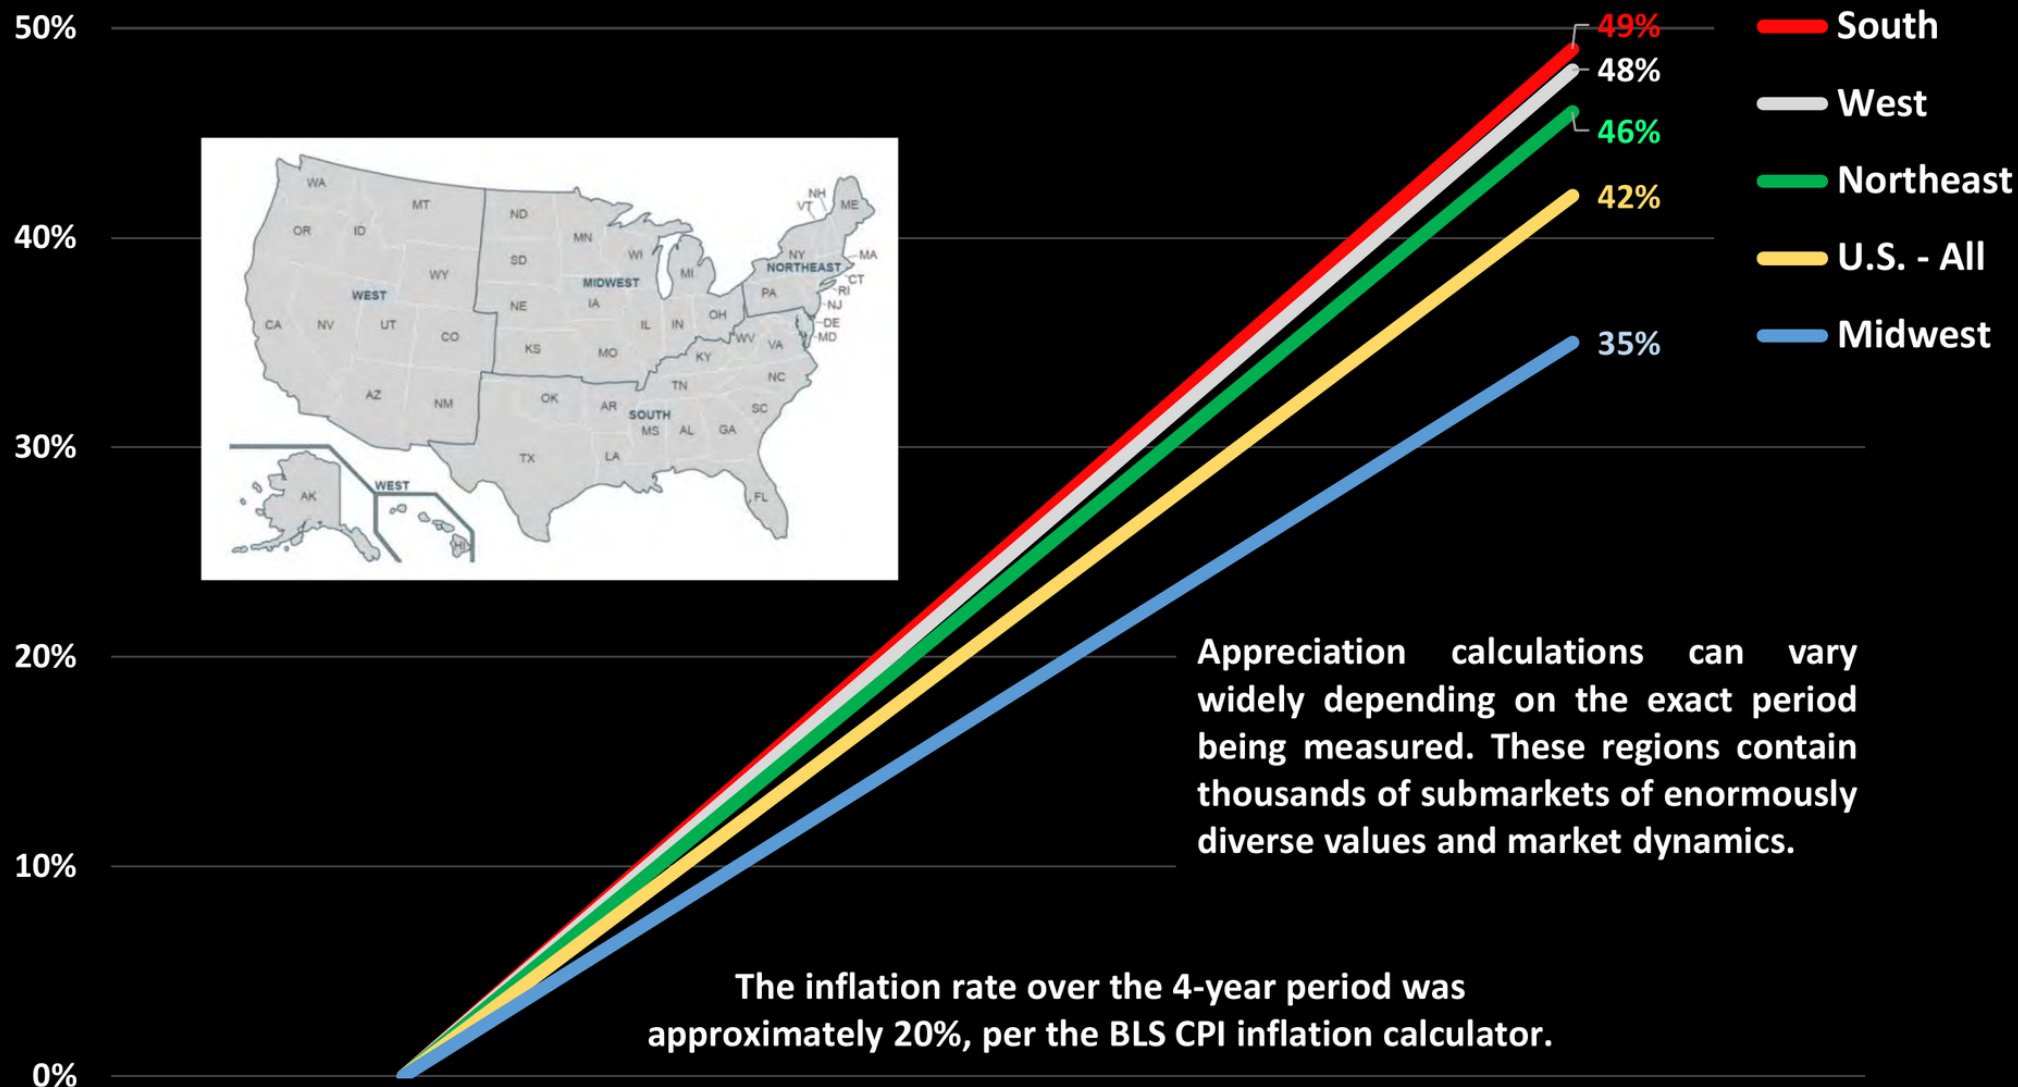 50%
40%
30%
20%
10%
0%
49%
48%
46%
42%
35%
South
West
Northeast
U.S. - All
Midwest
WA
MT
ND
MN
OR
ID
SD
WI
MI
NH
VT
ME
NY
MA
NORTHEAST
CT
RI
PA
NJ
DE
MD
WY
WEST
MIDWEST
NE
IA
CA
NV
UT
CO
KS
MO
IL
IN
OH
WV
VA
KY
NC
TN
AZ
NM
OK
AR
SOUTH
SC
MS
AL
GA
TX
LA
FL
WEST
AK
HI
Appreciation calculations can vary
widely depending on the exact period
being measured. These regions contain
thousands of submarkets of enormously
diverse values and market dynamics.
The inflation rate over the 4-year period was
approximately 20%, per the BLS CPI inflation calculator.